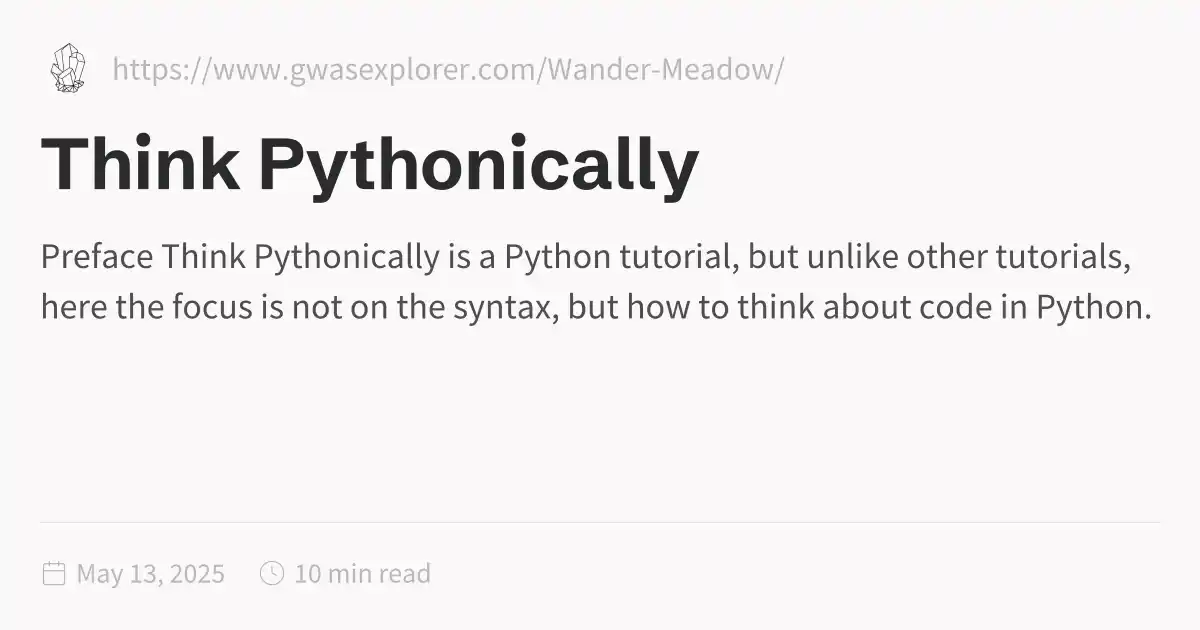 https://www.gwasexplorer.com/Wander-Meadow/
Think Pythonically
Preface Think Pythonically is a Python tutorial, but unlike other tutorials,
here the focus is not on the syntax, but how to think about code in Python.
May 13, 2025 10 min read